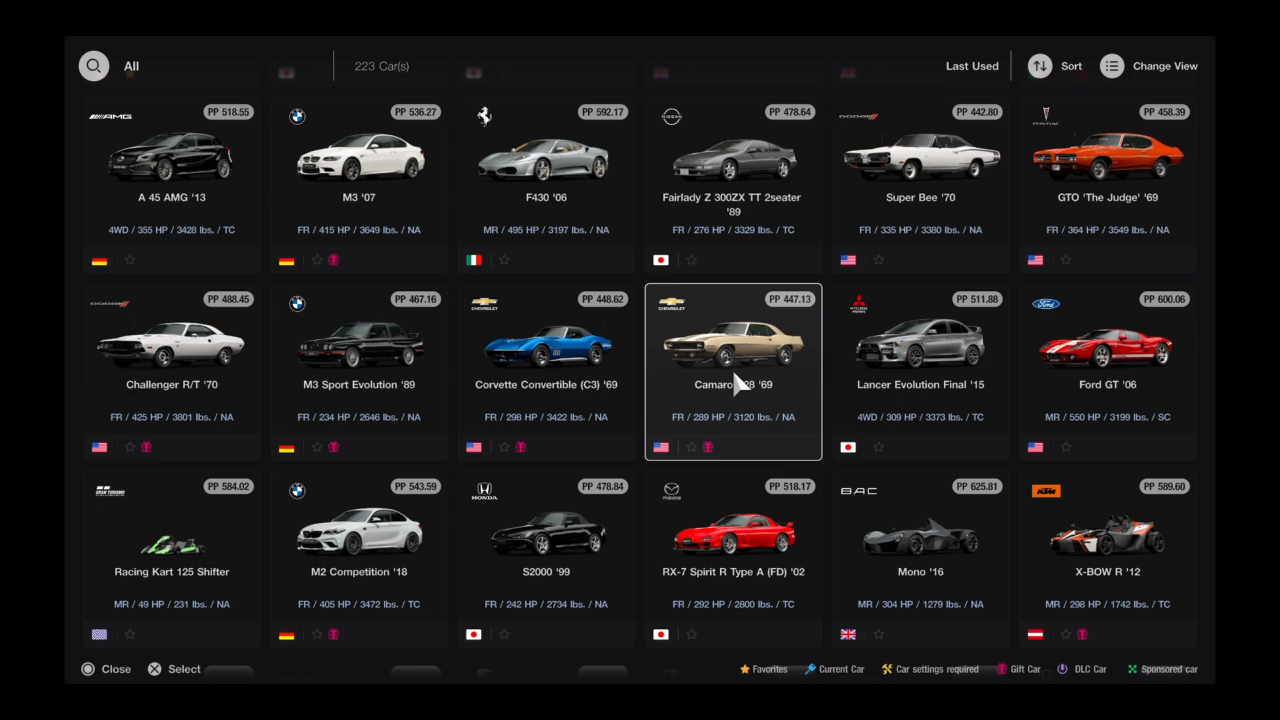 All
223 Car(s)
Last Used
Sort
Change View
AMG
PP 518.55
A 45 AMG '13
4WD / 355 HP / 3428 lbs. / TC
PP 536.27
M3 '07
FR / 415 HP / 3649 lbs. / NA
PP 592.17
F430 '06
MR / 495 HP / 3197 lbs. / NA
NISSAN
PP 478.64
Fairlady Z 300ZX TT 2seater
'89
FR / 276 HP / 3329 lbs. / TC
DODGE
PP 442.80
Super Bee '70
FR / 335 HP / 3380 lbs. / NA
PONTIAC
PP 458.39
GTO 'The Judge' '69
FR / 364 HP / 3549 lbs. / NA
DODGE
PP 488.45
Challenger R/T '70
FR / 425 HP / 3801 lbs. / NA
PP 467.16
M3 Sport Evolution '89
FR / 234 HP / 2646 lbs. / NA
CHEVROLET
PP 448.62
Corvette Convertible (C3) '69
FR / 298 HP / 3422 lbs. / NA
CHEVROLET
PP 447.13
Camaro 28 '69
FR / 289 HP / 3120 lbs. / NA
MITSUBISHI
MOTORS
PP 511.88
Lancer Evolution Final '15
4WD / 309 HP / 3373 lbs. / TC
Ford
PP 600.06
Ford GT '06
MR / 550 HP / 3199 lbs. / SC
GRAN TURISMO
PP 584.02
Racing Kart 125 Shifter
MR / 49 HP / 231 lbs. / NA
PP 543.59
M2 Competition '18
FR / 405 HP / 3472 lbs. / TC
HONDA
PP 478.84
S2000 '99
FR / 242 HP / 2734 lbs. / NA
mazda
PP 518.17
RX-7 Spirit R Type A (FD) '02
FR / 292 HP / 2800 lbs. / TC
BAC
PP 625.81
Mono '16
MR / 304 HP / 1279 lbs. / NA
KTM
PP 589.60
X-BOW R '12
MR / 298 HP / 1742 lbs. / TC
Close
Select
Favorites
Current Car
Car settings required
Gift Car
DLC Car
Sponsored car